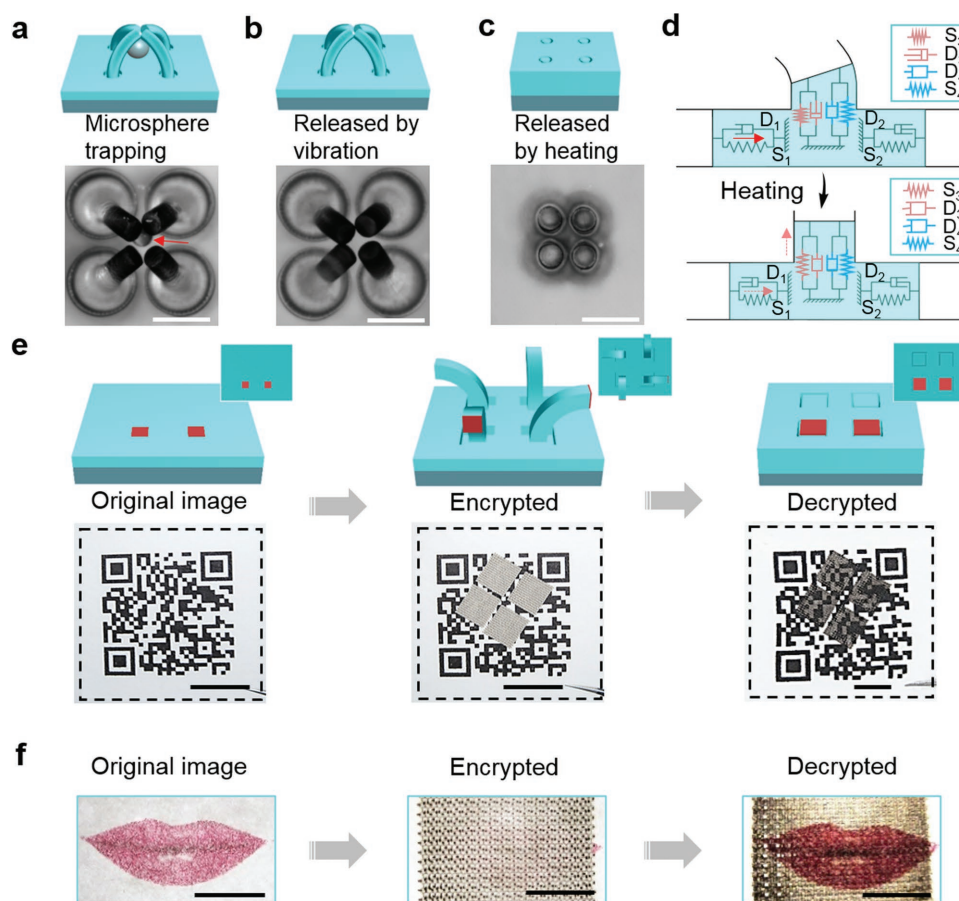 a
b
c
d
Microsphere
trapping
Released by
vibration
Released
by heating
D₁
S₁
D₂
S₂
Heating
S₃
D₁
S₁
D₂
S₂
e
Original image
Encrypted
Decrypted
f
Original image
Encrypted
Decrypted